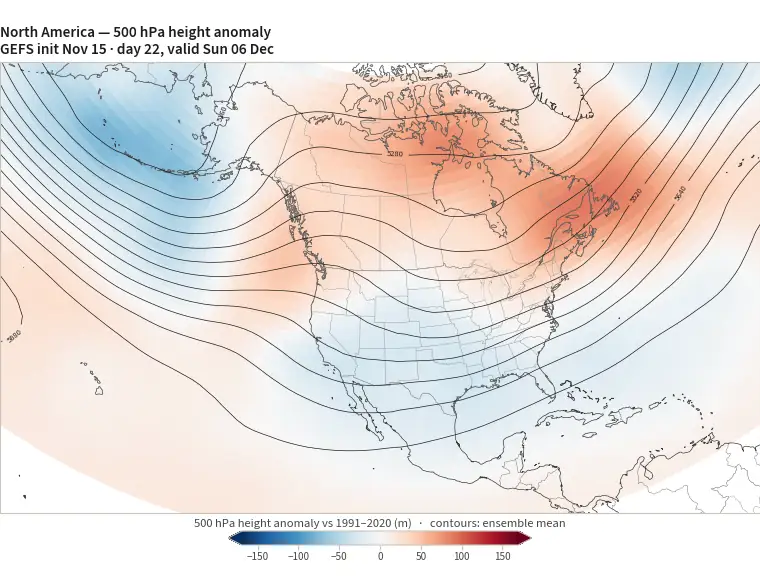 North America — 500 hPa height anomaly
GEFS init Nov 15 · day 22, valid Sun 06 Dec
5280
5520
5640
5880
500 hPa height anomaly vs 1991–2020 (m) · contours: ensemble mean
−150 −100 −50 0 50 100 150